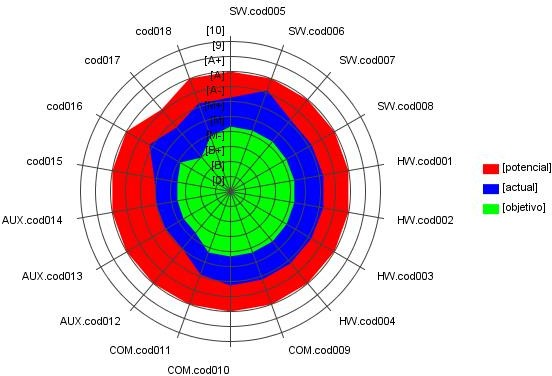 SW.cod005
cod018
[10]
SW.cod006
[9]
cod017
[A+]
SW.cod007
[A]
[A-]
cod016
[M+]
SW.cod008
[M]
[M-]
[B+]
cod015
[B]
HW.cod001
[potencial]
[0]
[actual]
[objetivo]
AUX.cod014
HW.cod002
AUX.cod013
HW.cod003
AUX.cod012
HW.cod004
COM.cod011
COM.cod009
COM.cod010